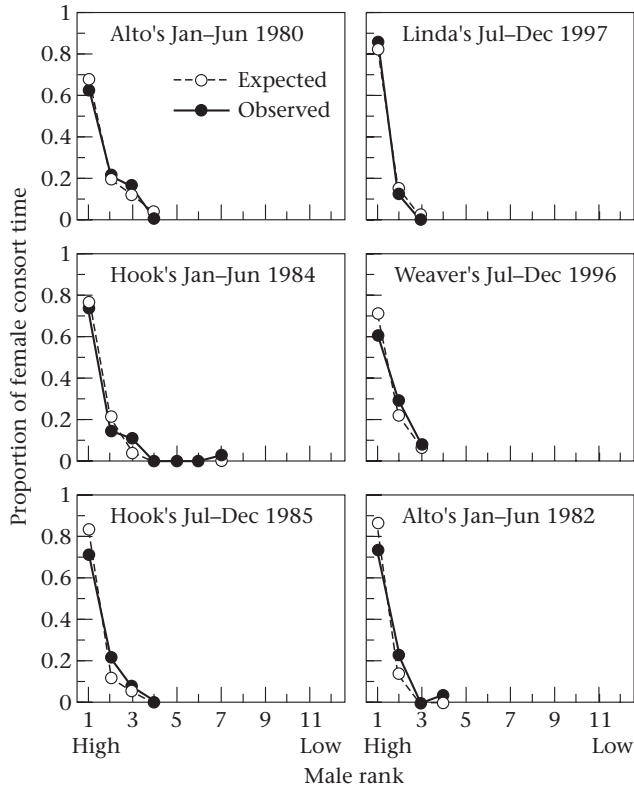 Proportion of female consort time
Alto's Jan–Jun 1980
Expected
Observed
1
0.8
0.6
0.4
0.2
0
Linda's Jul–Dec 1997
Hook's Jan–Jun 1984
1
0.8
0.6
0.4
0.2
0
Weaver's Jul–Dec 1996
Hook's Jul–Dec 1985
1
0.8
0.6
0.4
0.2
0
Alto's Jan–Jun 1982
1 3 5 7 9 11
High Low
1 3 5 7 9 11
High Low
Male rank